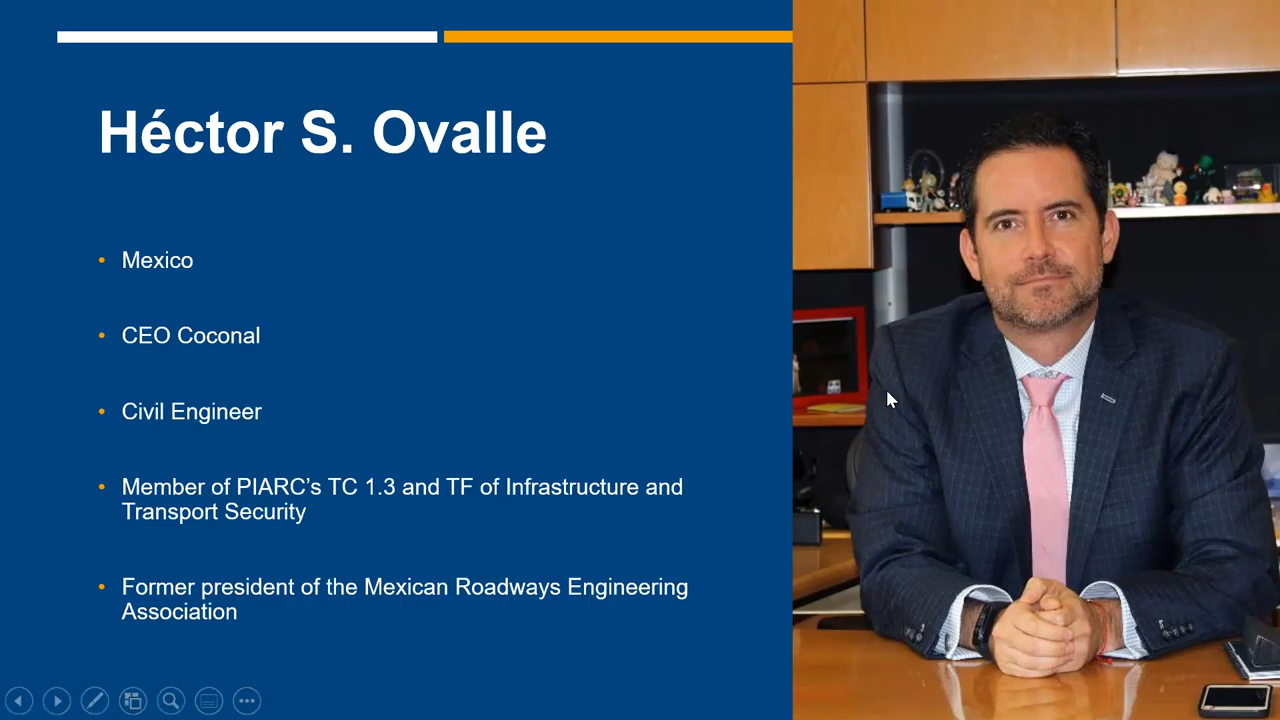 Héctor S. Ovalle
• Mexico
• CEO Coconal
• Civil Engineer
• Member of PIARC’s TC 1.3 and TF of Infrastructure and
Transport Security
• Former president of the Mexican Roadways Engineering
Association